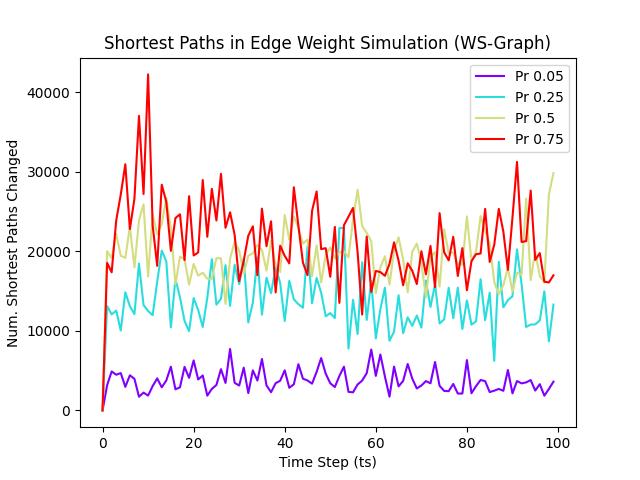 Shortest Paths in Edge Weight Simulation (WS-Graph)
Num. Shortest Paths Changed
40000
30000
20000
10000
0
Pr 0.05
Pr 0.25
Pr 0.5
Pr 0.75
0 20 40 60 80 100
Time Step (ts)